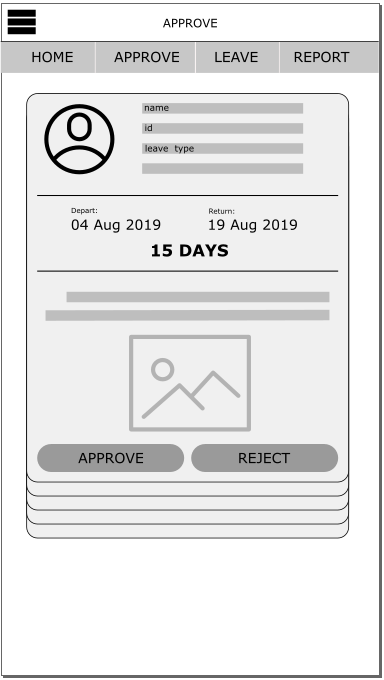 APPROVE
HOME APPROVE LEAVE REPORT
name
id
leave type
Depart: Return:
04 Aug 2019 19 Aug 2019
15 DAYS
APPROVE REJECT